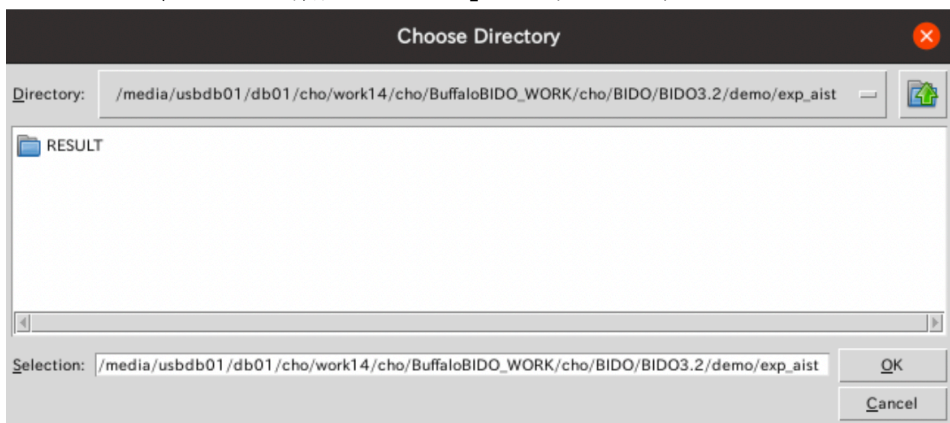 Choose Directory
Directory: /media/usbdb01/db01/cho/work14/cho/BuffaloBIDO_WORK/cho/BIDO/BIDO3.2/demo/exp_aist
RESULT
Selection: /media/usbdb01/db01/cho/work14/cho/BuffaloBIDO_WORK/cho/BIDO/BIDO3.2/demo/exp_aist OK
Cancel